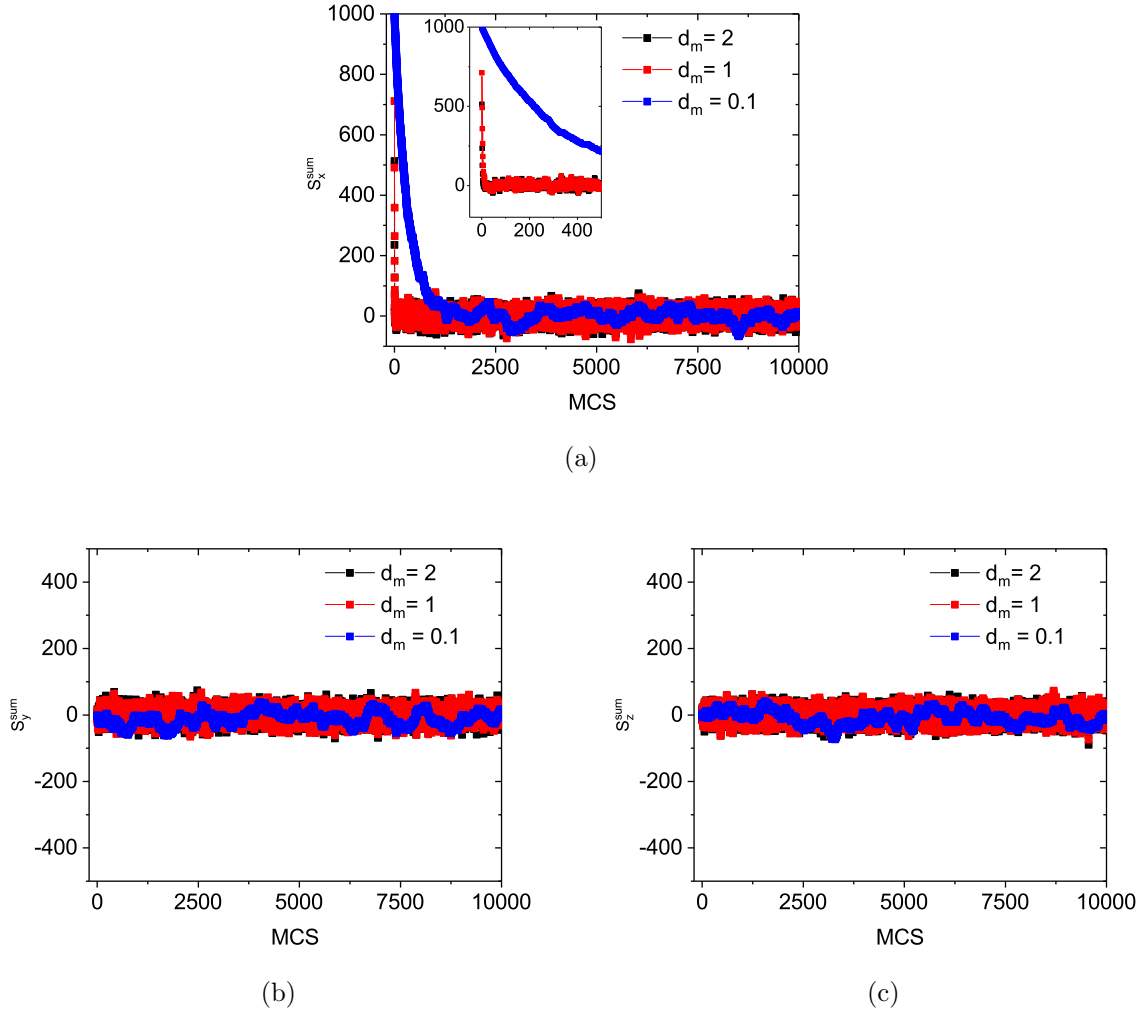 1000
800
600
400
200
0
S_x^sum
0 2500 5000 7500 10000
MCS
1000
500
0
0 200 400
d_m = 2
d_m = 1
d_m = 0.1
(a)
400
200
0
-200
-400
S_y^sum
0 2500 5000 7500 10000
MCS
d_m= 2
d_m= 1
d_m = 0.1
(b)
400
200
0
-200
-400
S_z^sum
0 2500 5000 7500 10000
MCS
d_m= 2
d_m= 1
d_m = 0.1
(c)